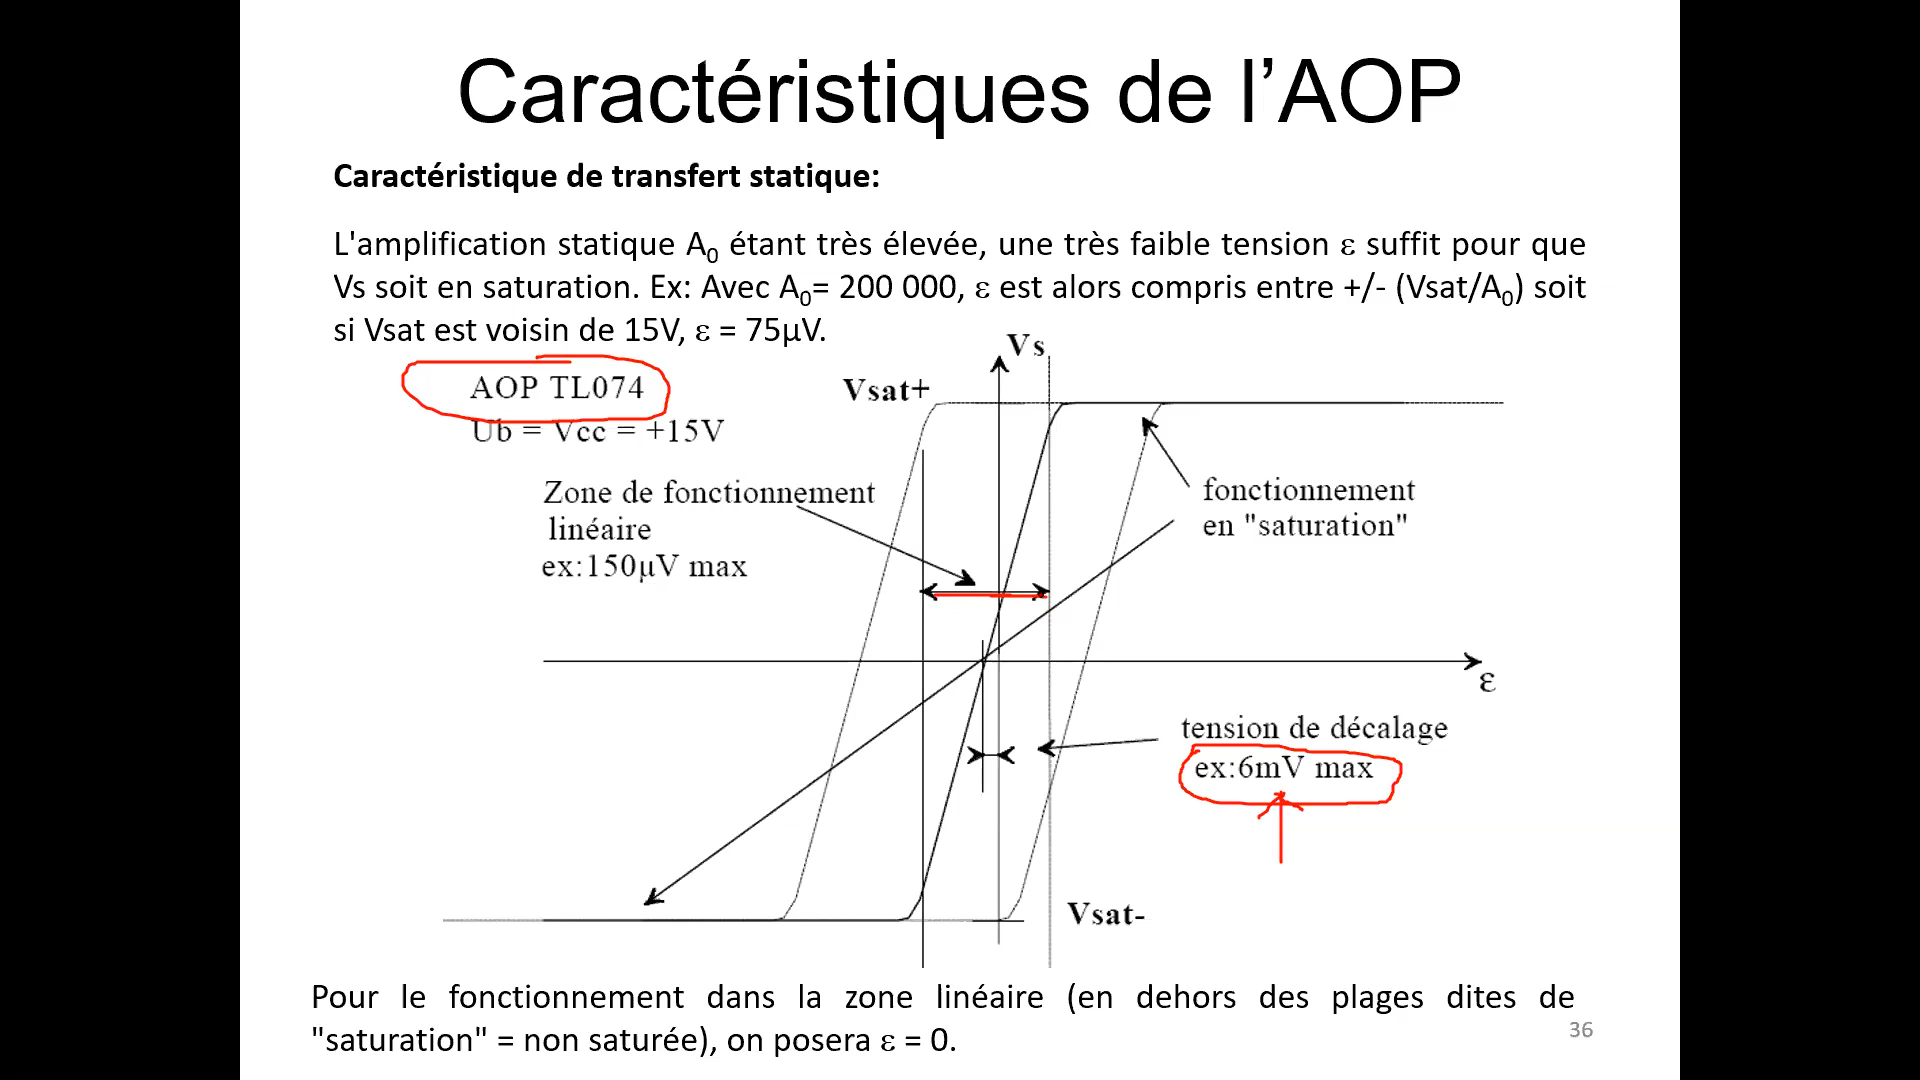 Caractéristiques de l’AOP
Caractéristique de transfert statique:
L'amplification statique A0 étant très élevée, une très faible tension ε suffit pour que
Vs soit en saturation. Ex: Avec A0= 200 000, ε est alors compris entre +/- (Vsat/A0) soit
si Vsat est voisin de 15V, ε = 75µV.
Vs
AOP TL074
Vsat+
Ub = Vcc = +15V
Zone de fonctionnement
linéaire
ex:150µV max
fonctionnement
en "saturation"
ε
tension de décalage
ex:6mV max
Vsat-
Pour le fonctionnement dans la zone linéaire (en dehors des plages dites de
"saturation" = non saturée), on posera ε = 0.
36